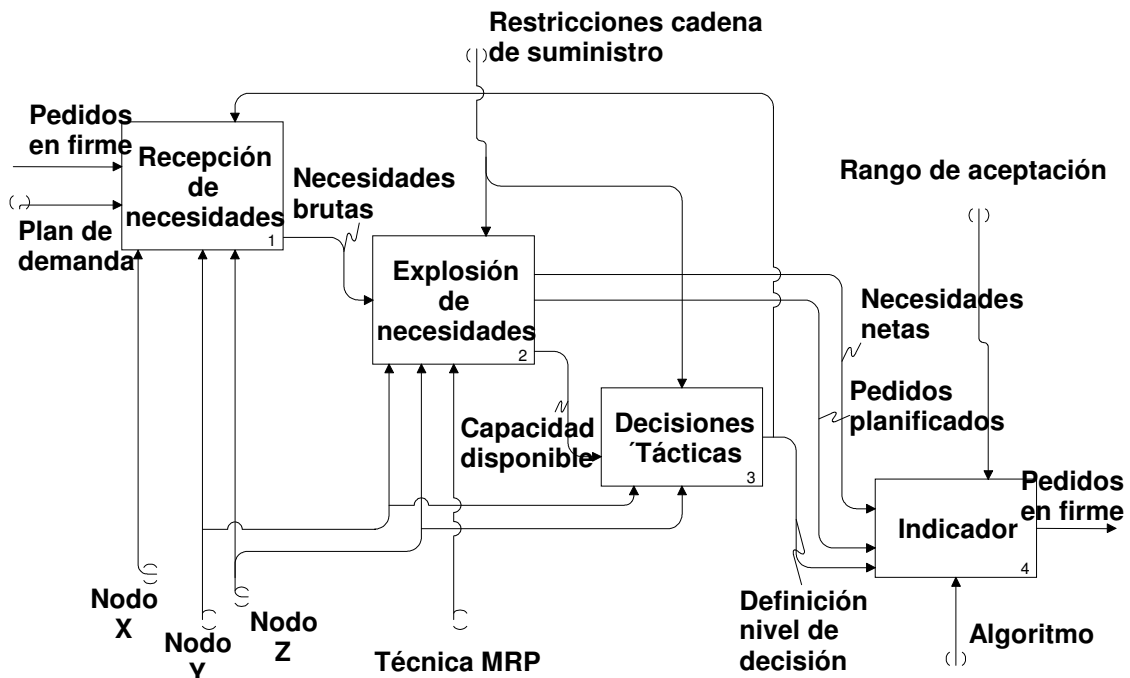 Restricciones cadena
de suministro
Pedidos
en firme
Recepción
de
necesidades
1
Plan de
demanda
Necesidades
brutas
Rango de aceptación
Explosión
de
necesidades
2
Necesidades
netas
Pedidos
planificados
Capacidad
disponible
Decisiones
´Tácticas
3
Pedidos
en firme
Indicador
4
Nodo
X
Nodo
Y
Nodo
Z
Técnica MRP
Definición
nivel de
decisión
Algoritmo